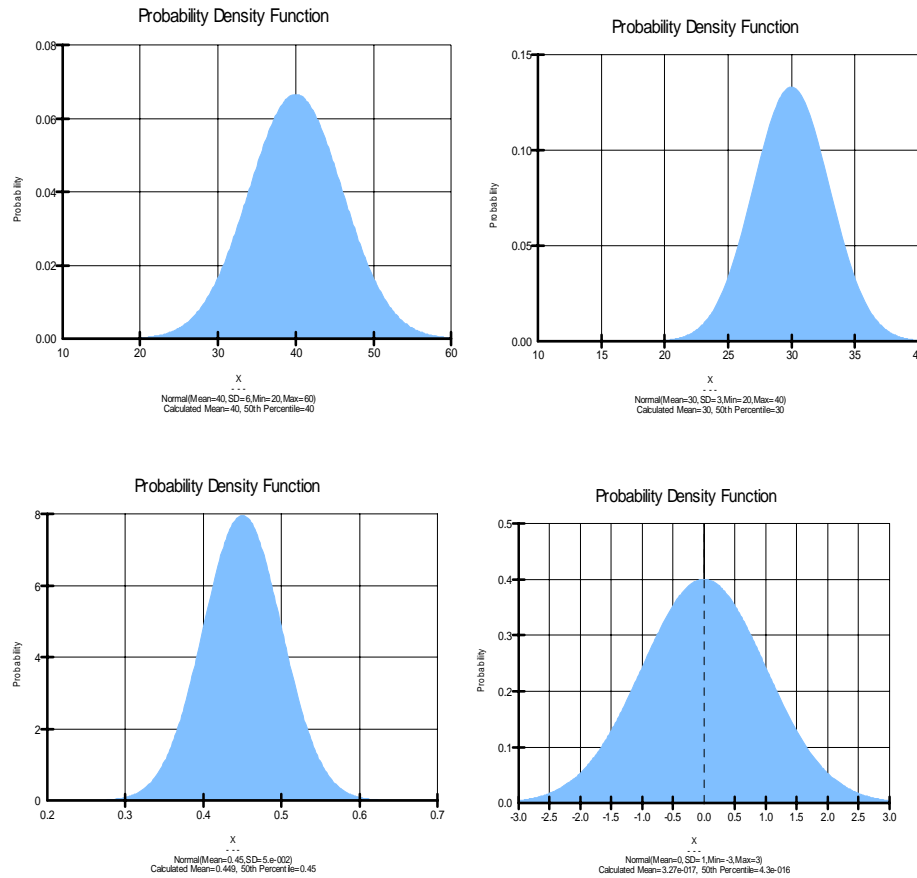 Probability Density Function
0.08
0.06
0.04
0.02
0.00
Probability
10 20 30 40 50 60
X
- - -
Normal(Mean=40,SD=6,Min=20,Max=60)
Calculated Mean=40, 50th Percentile=40
Probability Density Function
0.15
0.10
0.05
0.00
Probability
10 15 20 25 30 35 40
X
- - -
Normal(Mean=30,SD=3,Min=20,Max=40)
Calculated Mean=30, 50th Percentile=30
Probability Density Function
8
6
4
2
0
Probability
0.2 0.3 0.4 0.5 0.6 0.7
X
- - -
Normal(Mean=0.45,SD=5.e-002)
Calculated Mean=0.449, 50th Percentile=0.45
Probability Density Function
0.5
0.4
0.3
0.2
0.1
0.0
Probability
-3.0 -2.5 -2.0 -1.5 -1.0 -0.5 0.0 0.5 1.0 1.5 2.0 2.5 3.0
X
- - -
Normal(Mean=0,SD=1,Min=-3,Max=3)
Calculated Mean=3.27e-017, 50th Percentile=4.3e-016